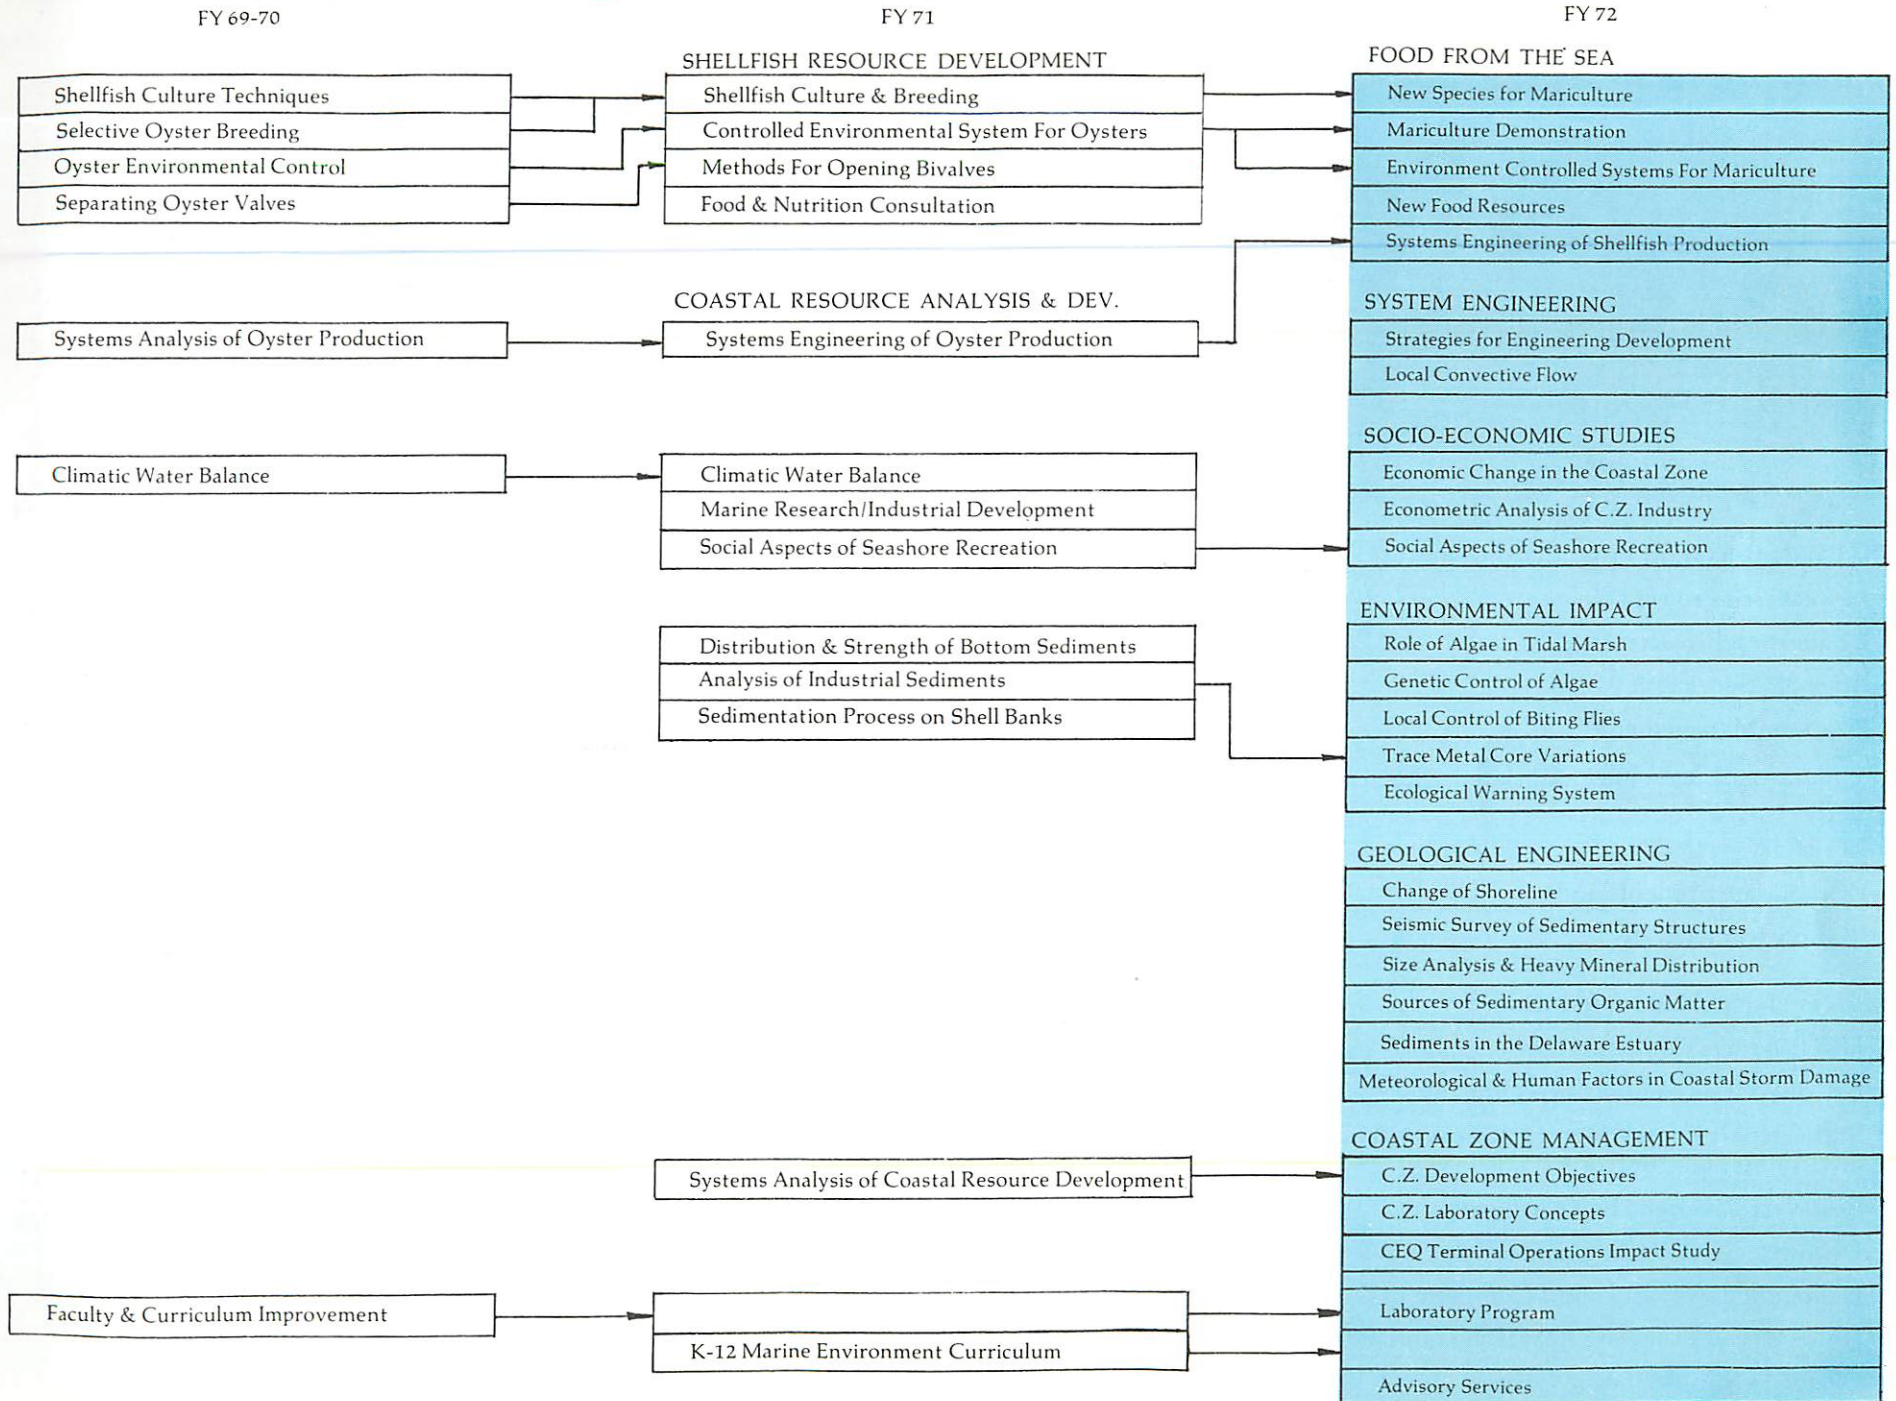 FY 69-70
FY 71
FY 72
SHELLFISH RESOURCE DEVELOPMENT
FOOD FROM THE SEA
Shellfish Culture Techniques
Shellfish Culture & Breeding
New Species for Mariculture
Selective Oyster Breeding
Controlled Environmental System For Oysters
Mariculture Demonstration
Oyster Environmental Control
Methods For Opening Bivalves
Environment Controlled Systems For Mariculture
Separating Oyster Valves
Food & Nutrition Consultation
New Food Resources
Systems Engineering of Shellfish Production
COASTAL RESOURCE ANALYSIS & DEV.
SYSTEM ENGINEERING
Systems Analysis of Oyster Production
Systems Engineering of Oyster Production
Strategies for Engineering Development
Local Convective Flow
SOCIO-ECONOMIC STUDIES
Climatic Water Balance
Climatic Water Balance
Economic Change in the Coastal Zone
Marine Research/Industrial Development
Econometric Analysis of C.Z. Industry
Social Aspects of Seashore Recreation
Social Aspects of Seashore Recreation
ENVIRONMENTAL IMPACT
Distribution & Strength of Bottom Sediments
Role of Algae in Tidal Marsh
Analysis of Industrial Sediments
Genetic Control of Algae
Sedimentation Process on Shell Banks
Local Control of Biting Flies
Trace Metal Core Variations
Ecological Warning System
GEOLOGICAL ENGINEERING
Change of Shoreline
Seismic Survey of Sedimentary Structures
Size Analysis & Heavy Mineral Distribution
Sources of Sedimentary Organic Matter
Sediments in the Delaware Estuary
Meteorological & Human Factors in Coastal Storm Damage
COASTAL ZONE MANAGEMENT
Systems Analysis of Coastal Resource Development
C.Z. Development Objectives
C.Z. Laboratory Concepts
CEQ Terminal Operations Impact Study
Faculty & Curriculum Improvement
Laboratory Program
K-12 Marine Environment Curriculum
Advisory Services